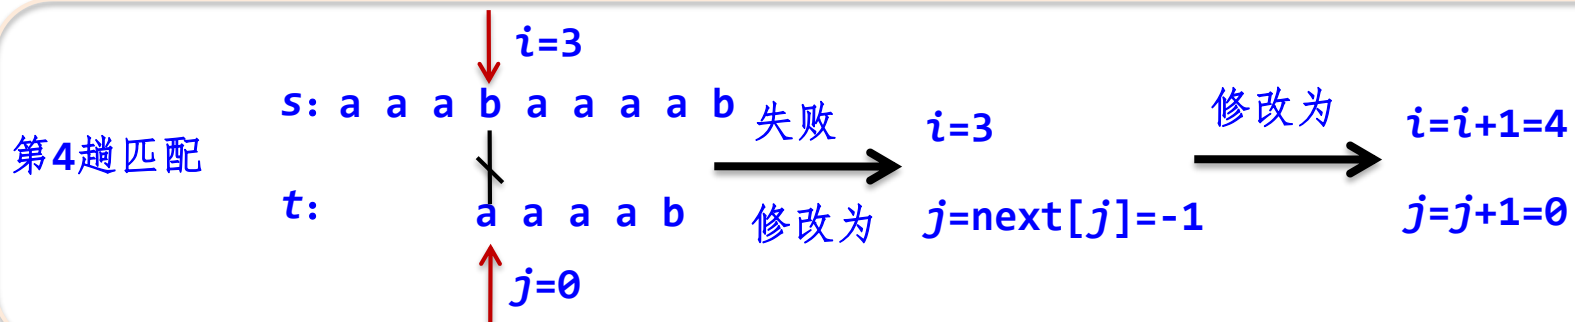 i=3
s: a a a b a a a a b
第4趟匹配
t: a a a a b
j=0
失败
修改为
i=3
j=next[j]=-1
修改为
i=i+1=4
j=j+1=0